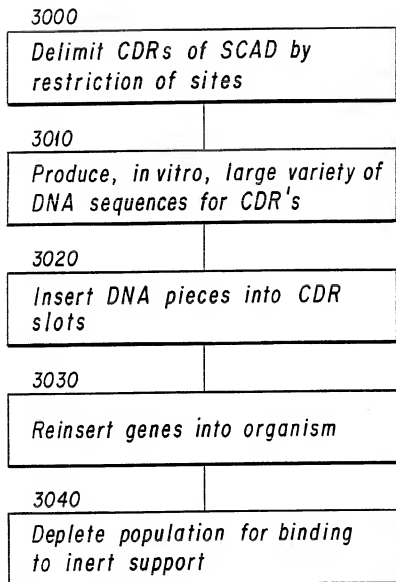 3000
Delimit CDRs of SCAD by
restriction of sites
3010
Produce, in vitro, large variety of
DNA sequences for CDR's
3020
Insert DNA pieces into CDR
slots
3030
Reinsert genes into organism
3040
Deplete population for binding
to inert support